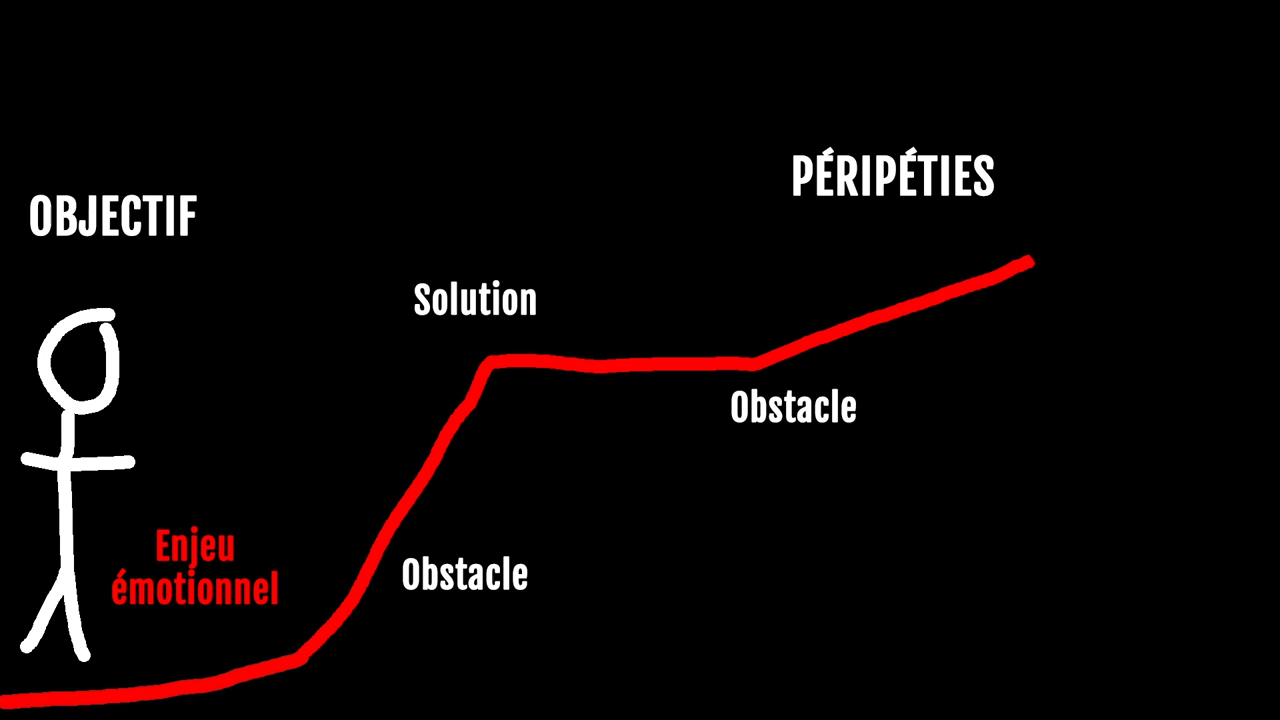 PÉRIPÉTIES
OBJECTIF
Solution
Obstacle
Enjeu
émotionnel
Obstacle